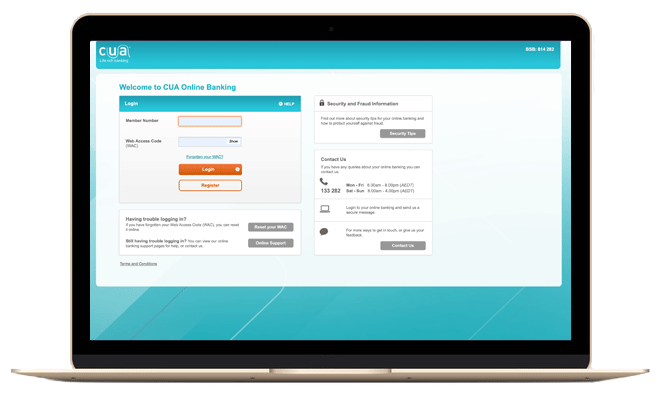 cua
Life not banking
BSB: 814 282
Welcome to CUA Online Banking
Login
HELP
Member Number
Web Access Code
(WAC)
Show
Forgotten your WAC?
Login
Register
Having trouble logging in?
If you have forgotten your Web Access Code (WAC), you can reset
it online.
Reset your WAC
Still having trouble logging in? You can view our online
banking support pages for help, or contact us.
Online Support
Terms and Conditions
Security and Fraud Information
Find out more about security tips for your online banking and
how to protect yourself against fraud.
Security Tips
Contact Us
If you have any queries about your online banking you can
contact us:
133 282
Mon - Fri 8.00am - 8.00pm (AEDT)
Sat - Sun 8.00am - 4.00pm (AEDT)
Login to your online banking and send us a
secure message.
For more ways to get in touch, or give us your
feedback.
Contact Us